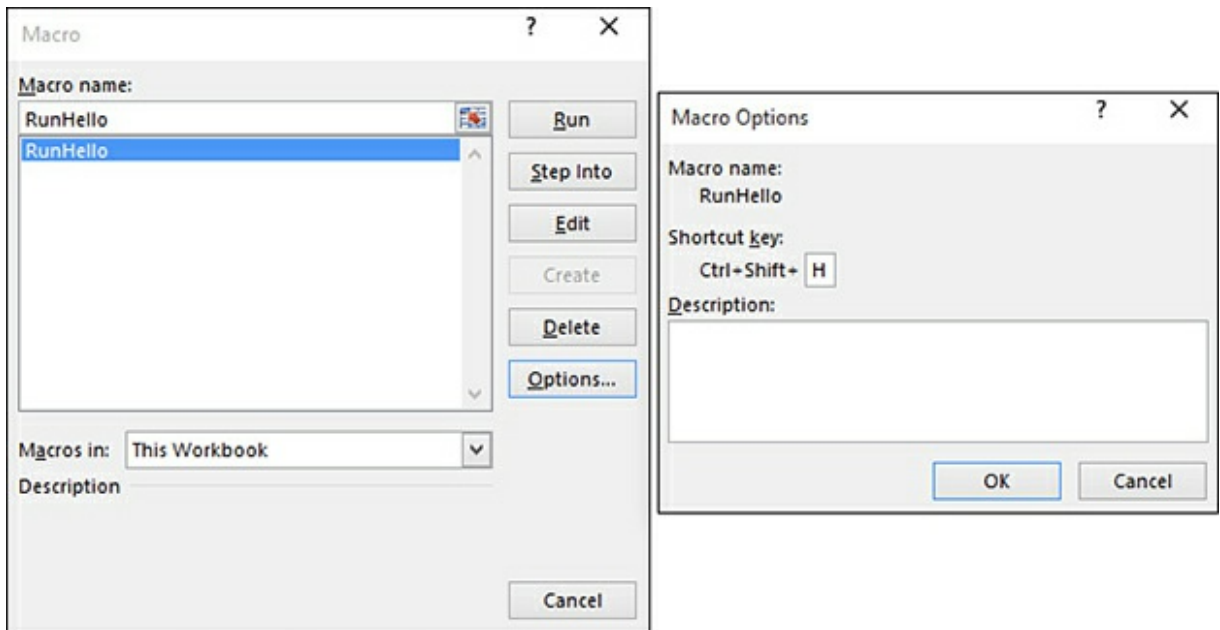 Macro
?
Macro name:
RunHello
Run
RunHello
Step Into
Edit
Create
Delete
Options...
Macros in: This Workbook
Description
Cancel
Macro Options
?
Macro name:
RunHello
Shortcut key:
Ctrl+Shift+ H
Description:
OK
Cancel